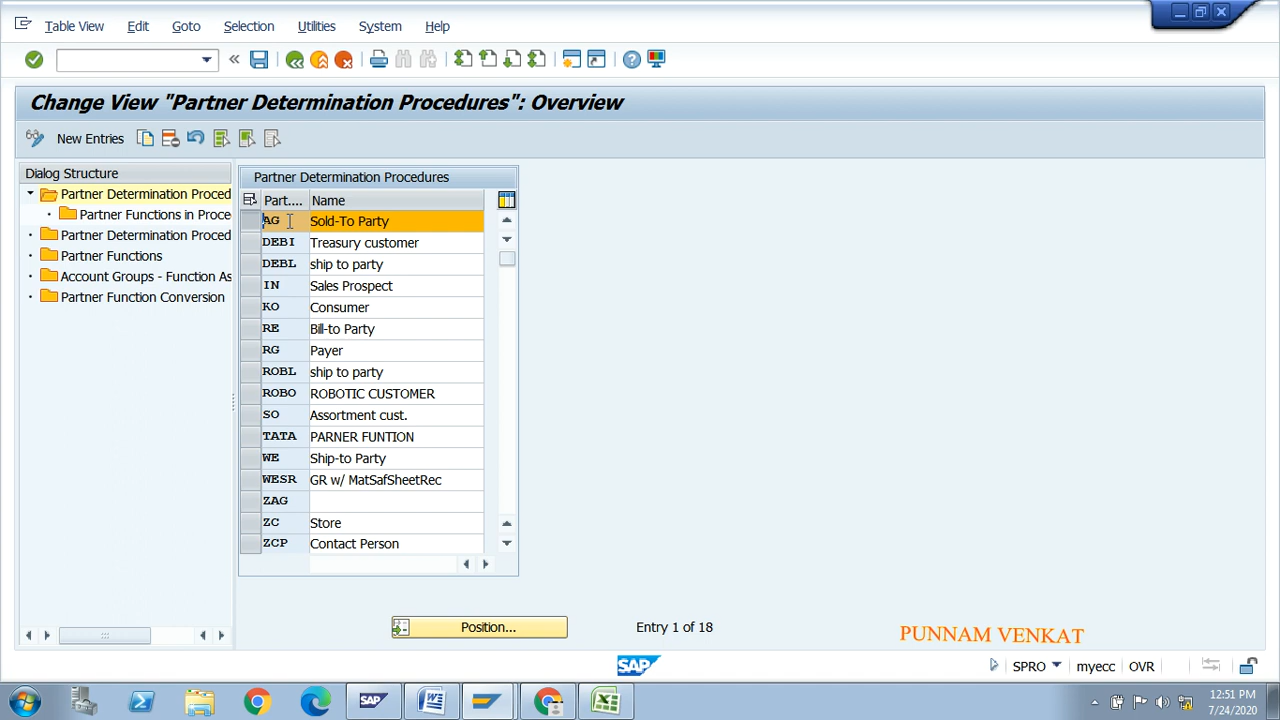 Table View Edit Goto Selection Utilities System Help
Change View "Partner Determination Procedures": Overview
New Entries
Dialog Structure
Partner Determination Proced
Partner Functions in Proce
Partner Determination Proced
Partner Functions
Account Groups - Function As
Partner Function Conversion
Partner Determination Procedures
Part.... Name
AG Sold-To Party
DEBI Treasury customer
DEBL ship to party
IN Sales Prospect
KO Consumer
RE Bill-to Party
RG Payer
ROBL ship to party
ROBO ROBOTIC CUSTOMER
SO Assortment cust.
TATA PARNER FUNTION
WE Ship-to Party
WESR GR w/ MatSafSheetRec
ZAG
ZC Store
ZCP Contact Person
Position... Entry 1 of 18
PUNNAM VENKAT
SAP SPRO myecc OVR
SAP
12:51 PM
7/24/2020